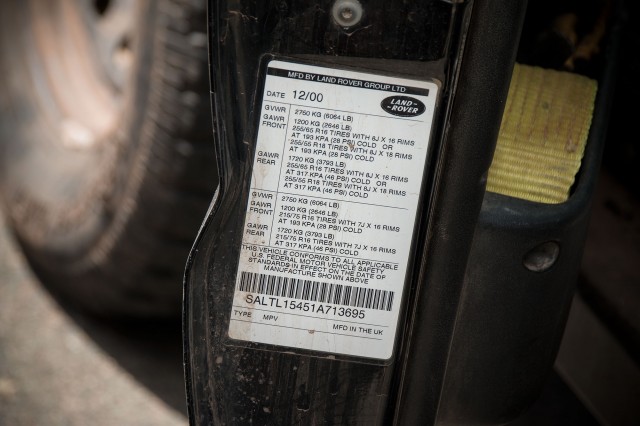 MFD BY LAND ROVER GROUP LTD
DATE 12/00
LAND-
-ROVER
GVWR 2750 KG (6064 LB)
GAWR FRONT 1200 KG (2646 LB)
255/65 R16 TIRES WITH 8J X 16 RIMS
AT 193 KPA (28 PSI) COLD OR
255/55 R18 TIRES WITH 8J X 18 RIMS
AT 193 KPA (28 PSI) COLD
GAWR REAR 1720 KG (3793 LB)
255/65 R16 TIRES WITH 8J X 16 RIMS
AT 317 KPA (46 PSI) COLD OR
255/55 R18 TIRES WITH 8J X 18 RIMS
AT 317 KPA (46 PSI) COLD
GVWR 2750 KG (6064 LB)
GAWR FRONT 1200 KG (2646 LB)
215/75 R16 TIRES WITH 7J X 16 RIMS
AT 193 KPA (28 PSI) COLD
GAWR REAR 1720 KG (3793 LB)
215/75 R16 TIRES WITH 7J X 16 RIMS
AT 317 KPA (46 PSI) COLD
THIS VEHICLE CONFORMS TO ALL APPLICABLE
U.S. FEDERAL MOTOR VEHICLE SAFETY
STANDARDS IN EFFECT ON THE DATE OF
MANUFACTURE SHOWN ABOVE
SALTL15451A713695
TYPE MPV MFD IN THE UK